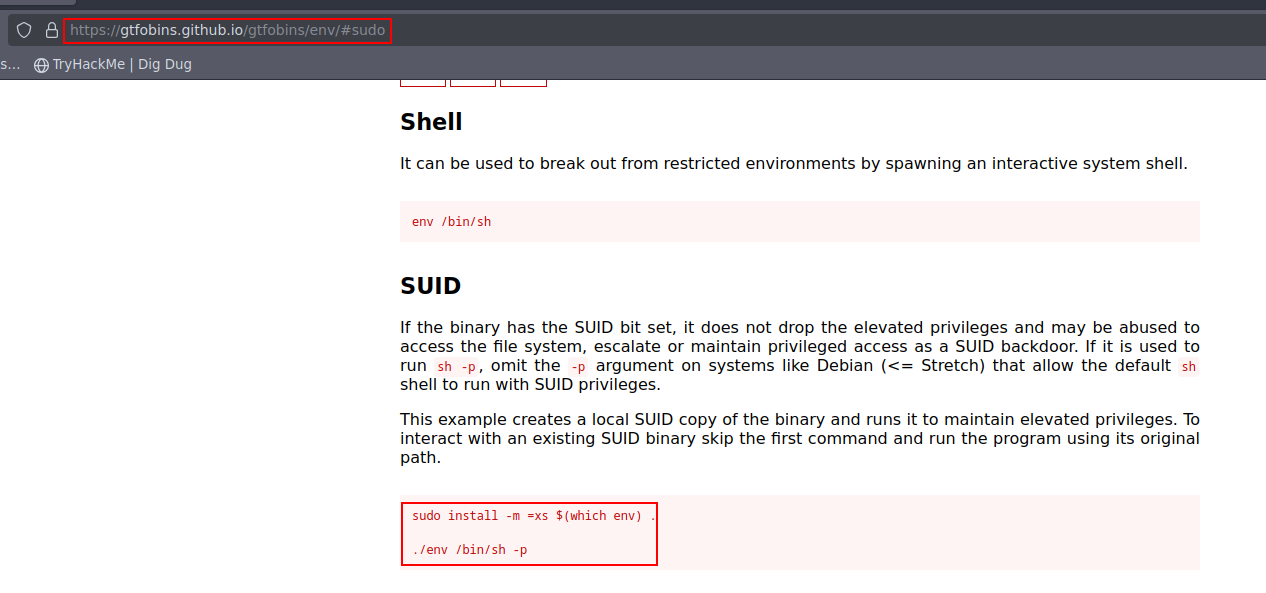 https://gtfobins.github.io/gtfobins/env/#sudo
s... TryHackMe | Dig Dug
Shell
It can be used to break out from restricted environments by spawning an interactive system shell.
env /bin/sh
SUID
If the binary has the SUID bit set, it does not drop the elevated privileges and may be abused to
access the file system, escalate or maintain privileged access as a SUID backdoor. If it is used to
run sh -p, omit the -p argument on systems like Debian (<= Stretch) that allow the default sh
shell to run with SUID privileges.
This example creates a local SUID copy of the binary and runs it to maintain elevated privileges. To
interact with an existing SUID binary skip the first command and run the program using its original
path.
sudo install -m =xs $(which env) .
./env /bin/sh -p